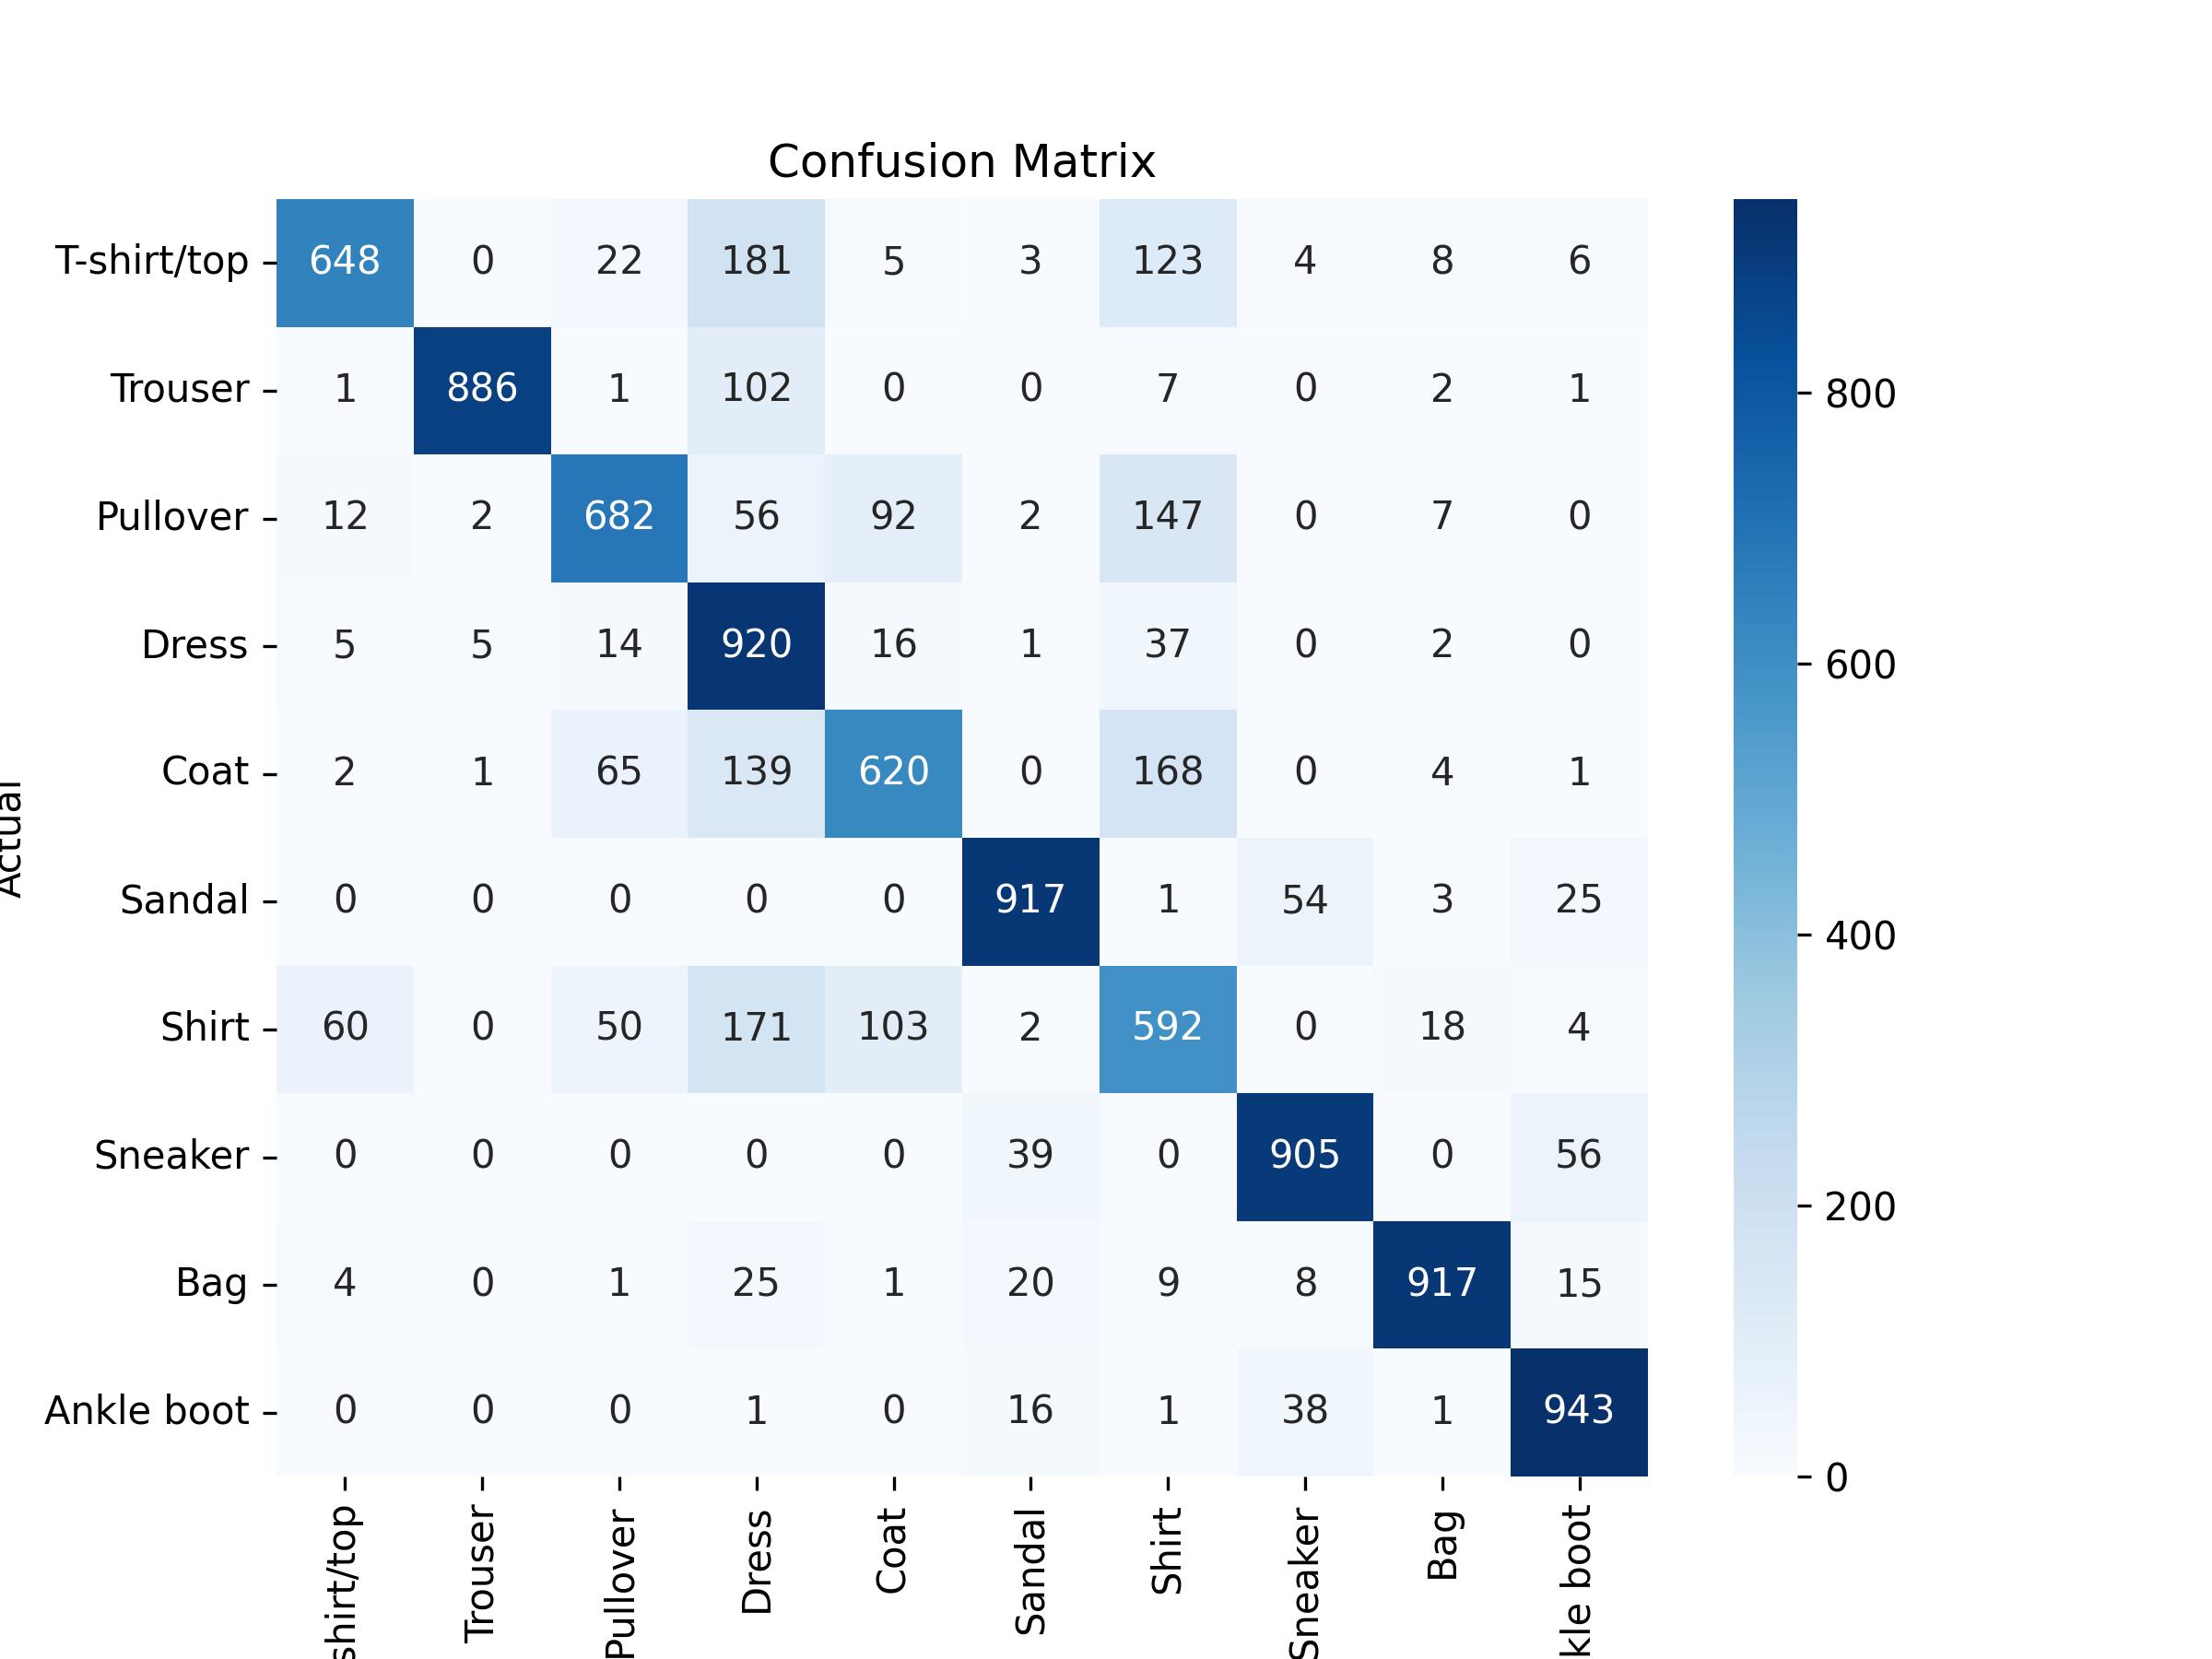 Confusion Matrix
T-shirt/top 648 0 22 181 5 3 123 4 8 6
Trouser 1 886 1 102 0 0 7 0 2 1
Pullover 12 2 682 56 92 2 147 0 7 0
Dress 5 5 14 920 16 1 37 0 2 0
Coat 2 1 65 139 620 0 168 0 4 1
Sandal 0 0 0 0 0 917 1 54 3 25
Shirt 60 0 50 171 103 2 592 0 18 4
Sneaker 0 0 0 0 0 39 0 905 0 56
Bag 4 0 1 25 1 20 9 8 917 15
Ankle boot 0 0 0 1 0 16 1 38 1 943
Actual
shirt/top Trouser Pullover Dress Coat Sandal Shirt Sneaker Bag kle boot
800
600
400
200
0